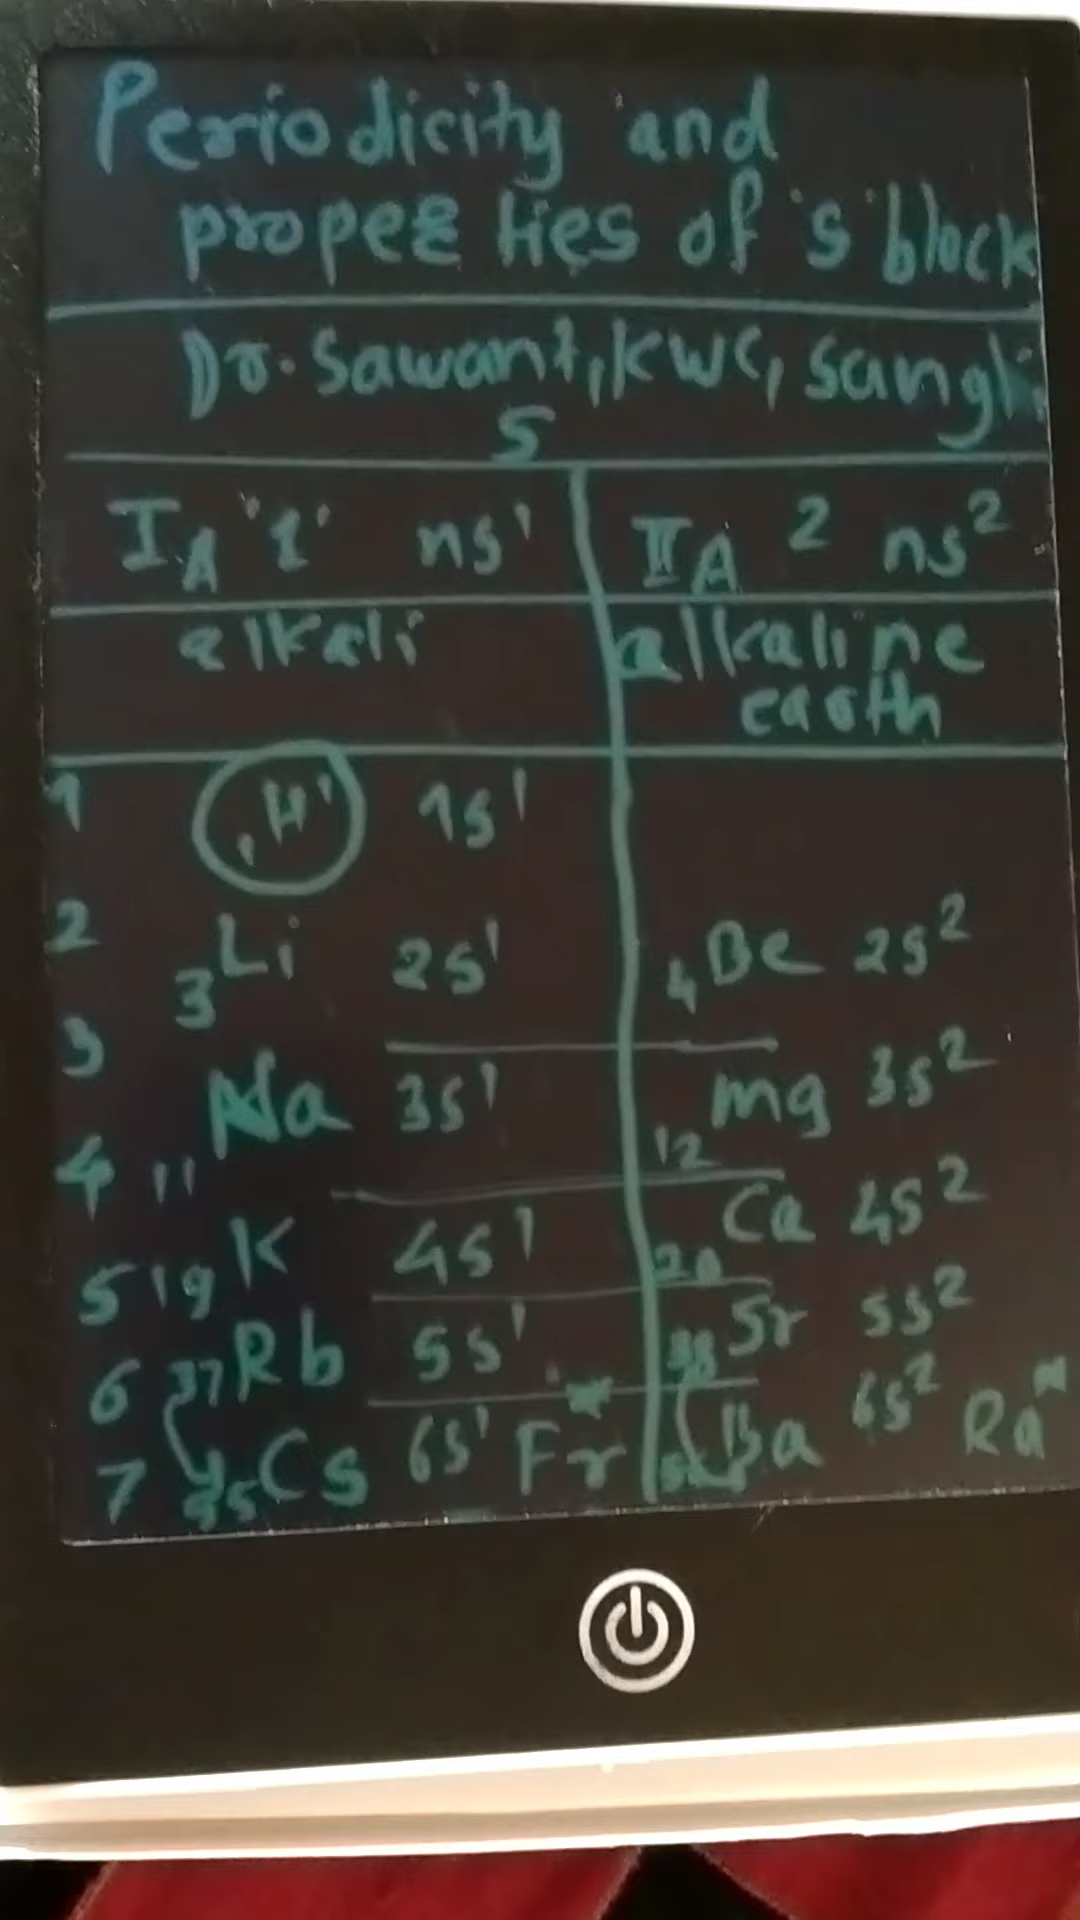 Periodicity and
properties of 's' block
Dr. Sawant, KWC, Sangli
S
IA '1' ns¹ IIA 2 ns²
alkali alkaline
earth
1 ₁H¹ 1s¹
2 ₃Li 2s¹ ₄Be 2s²
3 ₁₁Na 3s¹ ₁₂Mg 3s²
4 ₁₉K 4s¹ ₂₀Ca 4s²
5 ₃₇Rb 5s¹ ₃₈Sr 5s²
6 ₅₅Cs 6s¹ Fr* Ba 6s² Ra*
7